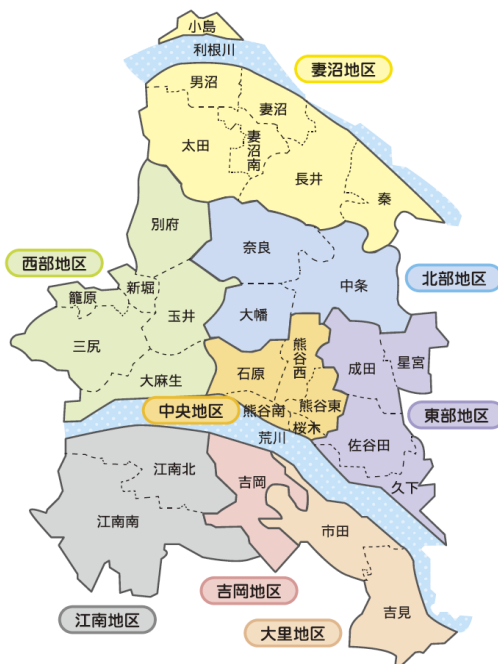 小島
利根川
妻沼地区
男沼
妻沼
太田
妻沼南
長井
秦
別府
奈良
西部地区
新堀
籠原
玉井
中条
北部地区
大幡
三尻
熊谷西
石原
成田
星宮
大麻生
中央地区
熊谷南
熊谷東
桜木
東部地区
荒川
佐谷田
江南北
吉岡
久下
江南南
市田
吉岡地区
吉見
江南地区
大里地区